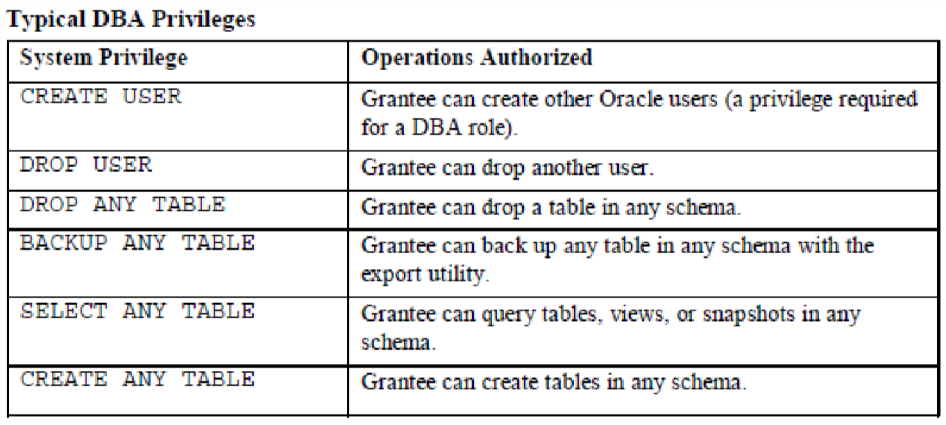 Typical DBA Privileges
System Privilege Operations Authorized
CREATE USER Grantee can create other Oracle users (a privilege required
for a DBA role).
DROP USER Grantee can drop another user.
DROP ANY TABLE Grantee can drop a table in any schema.
BACKUP ANY TABLE Grantee can back up any table in any schema with the
export utility.
SELECT ANY TABLE Grantee can query tables, views, or snapshots in any
schema.
CREATE ANY TABLE Grantee can create tables in any schema.